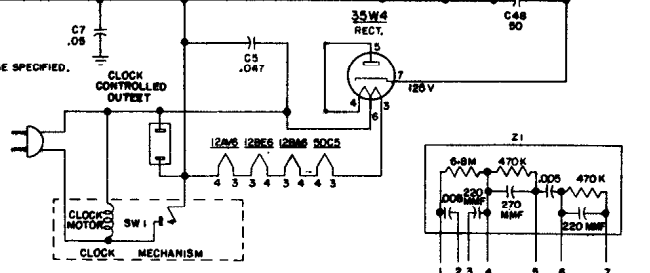 35W4
RECT.
C4B
50
C7
.05
5
C5
.047
7
125V
E SPECIFIED.
CLOCK
CONTROLLED
OUTLET
4
6
3
12AV6 12BE6 12BA6 50C5
4 3 4 3 4 3 4 3
Z1
6.8M
470K
.005
470K
.005
220
MMF
270
MMF
220 MMF
CLOCK
MOTOR
SW1
CLOCK MECHANISM
1 2 3 4 5 6 7